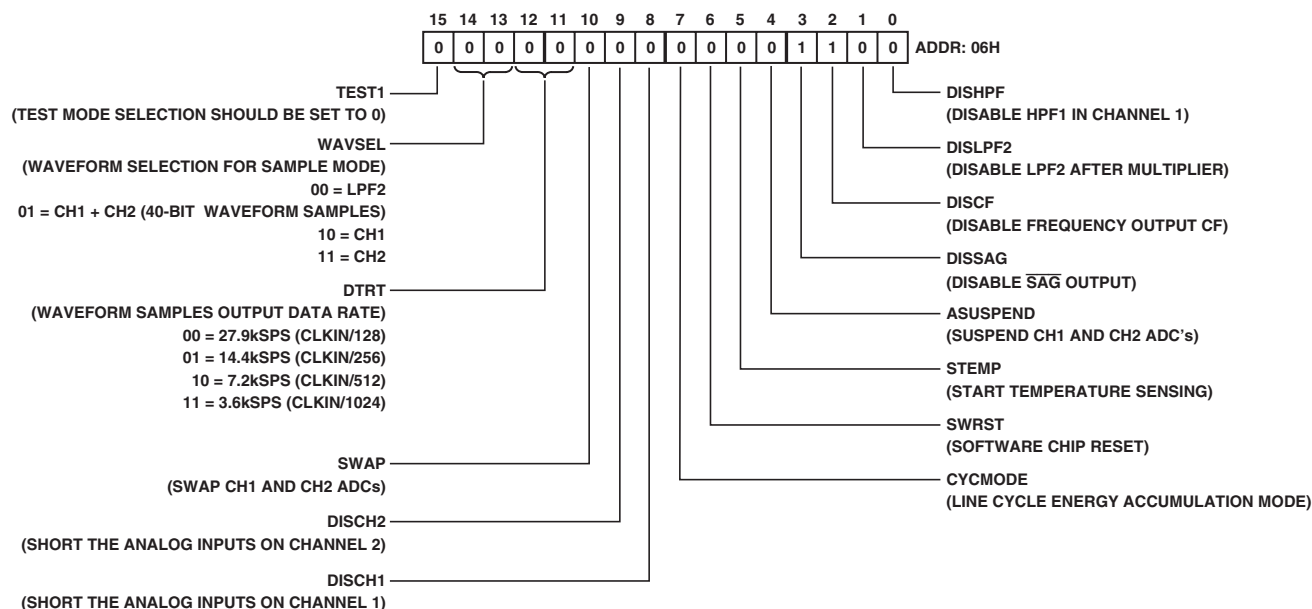 15 14 13 12 11 10 9 8 7 6 5 4 3 2 1 0
0 0 0 0 0 0 0 0 0 0 0 0 1 1 0 0 ADDR: 06H
TEST1
(TEST MODE SELECTION SHOULD BE SET TO 0)
WAVSEL
(WAVEFORM SELECTION FOR SAMPLE MODE)
00 = LPF2
01 = CH1 + CH2 (40-BIT WAVEFORM SAMPLES)
10 = CH1
11 = CH2
DTRT
(WAVEFORM SAMPLES OUTPUT DATA RATE)
00 = 27.9kSPS (CLKIN/128)
01 = 14.4kSPS (CLKIN/256)
10 = 7.2kSPS (CLKIN/512)
11 = 3.6kSPS (CLKIN/1024)
SWAP
(SWAP CH1 AND CH2 ADCs)
DISCH2
(SHORT THE ANALOG INPUTS ON CHANNEL 2)
DISCH1
(SHORT THE ANALOG INPUTS ON CHANNEL 1)
DISHPF
(DISABLE HPF1 IN CHANNEL 1)
DISLPF2
(DISABLE LPF2 AFTER MULTIPLIER)
DISCF
(DISABLE FREQUENCY OUTPUT CF)
DISSAG
(DISABLE SAG OUTPUT)
ASUSPEND
(SUSPEND CH1 AND CH2 ADC's)
STEMP
(START TEMPERATURE SENSING)
SWRST
(SOFTWARE CHIP RESET)
CYCMODE
(LINE CYCLE ENERGY ACCUMULATION MODE)